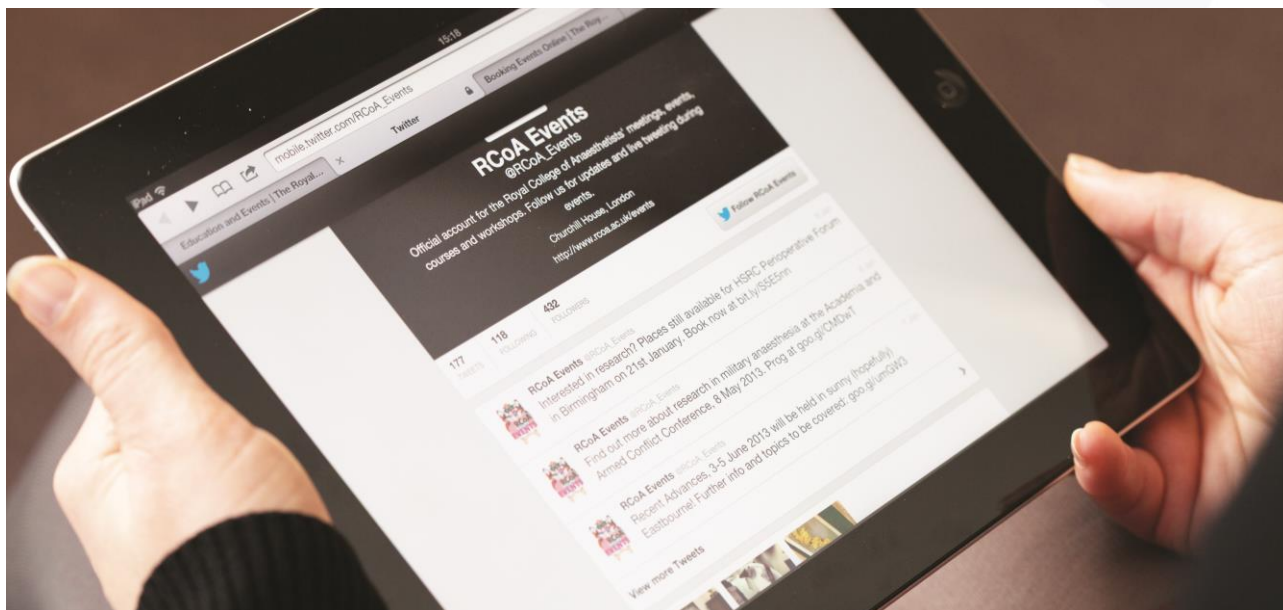 iPad
15:18
mobile.twitter.com/RCoA_Events
Education and Events | The Royal...
Twitter
Booking Events Online | The Roy...
RCoA Events
@RCoA_Events
Official account for the Royal College of Anaesthetists' meetings, events,
courses and workshops. Follow us for updates and live tweeting during
events.
Churchill House, London
http://www.rcoa.ac.uk/events
Follow RCoA Events
177
TWEETS
118
FOLLOWING
432
FOLLOWERS
RCoA Events @RCoA_Events
Interested in research? Places still available for HSRC Perioperative Forum
in Birmingham on 21st January. Book now at bit.ly/S5E5nn
RCoA Events @RCoA_Events
Find out more about research in military anaesthesia at the Academia and
Armed Conflict Conference, 8 May 2013. Prog at goo.gl/CMDwT
RCoA Events @RCoA_Events
Recent Advances, 3-5 June 2013 will be held in sunny (hopefully)
Eastbourne! Further info and topics to be covered: goo.gl/umGW3
View more Tweets